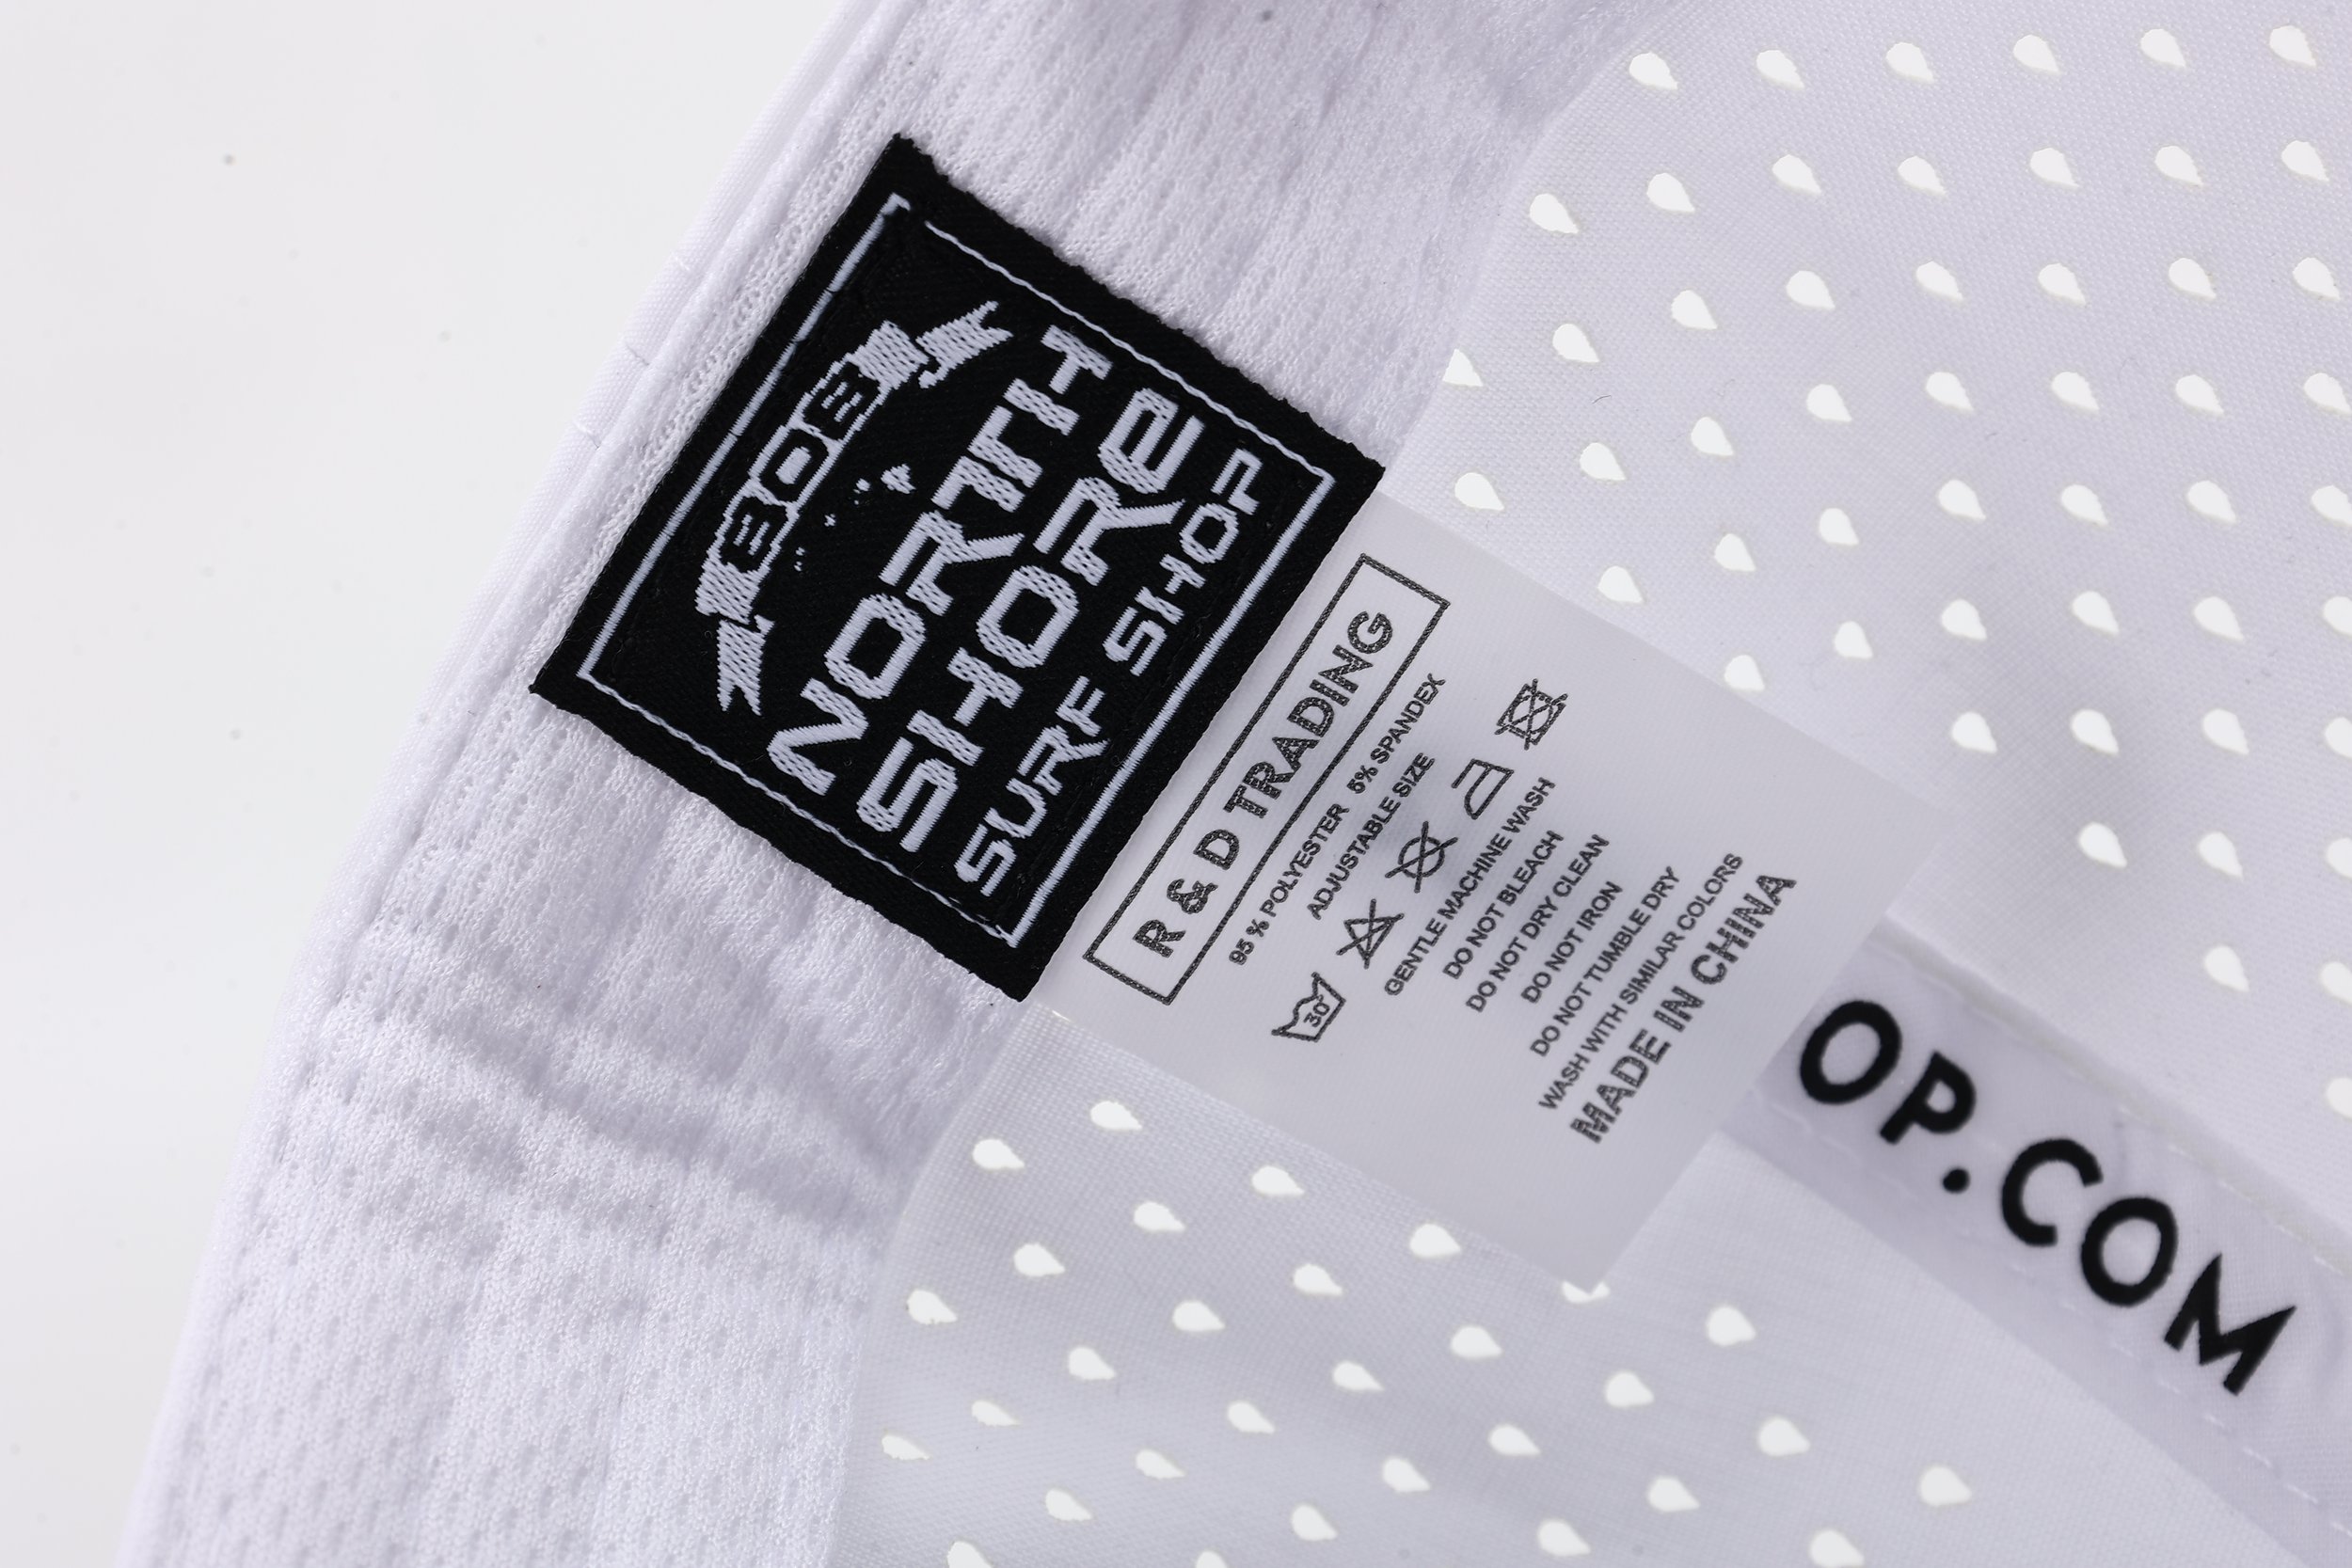 808
NORTH
SHORE
SURF SHOP
R & D TRADING
95 % POLYESTER 5% SPANDEX
ADJUSTABLE SIZE
30°
GENTLE MACHINE WASH
DO NOT BLEACH
DO NOT DRY CLEAN
DO NOT IRON
DO NOT TUMBLE DRY
WASH WITH SIMILAR COLORS
MADE IN CHINA
OP.COM